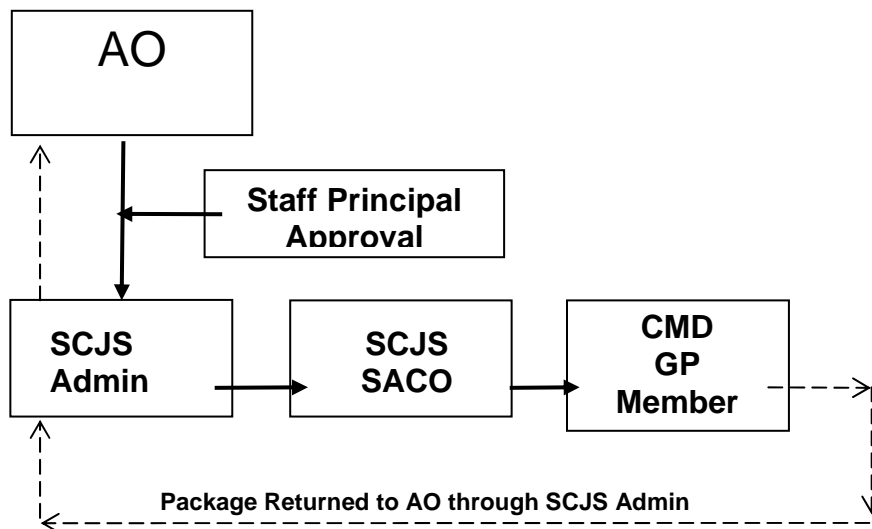 AO
Staff Principal
Approval
SCJS
Admin
SCJS
SACO
CMD
GP
Member
Package Returned to AO through SCJS Admin